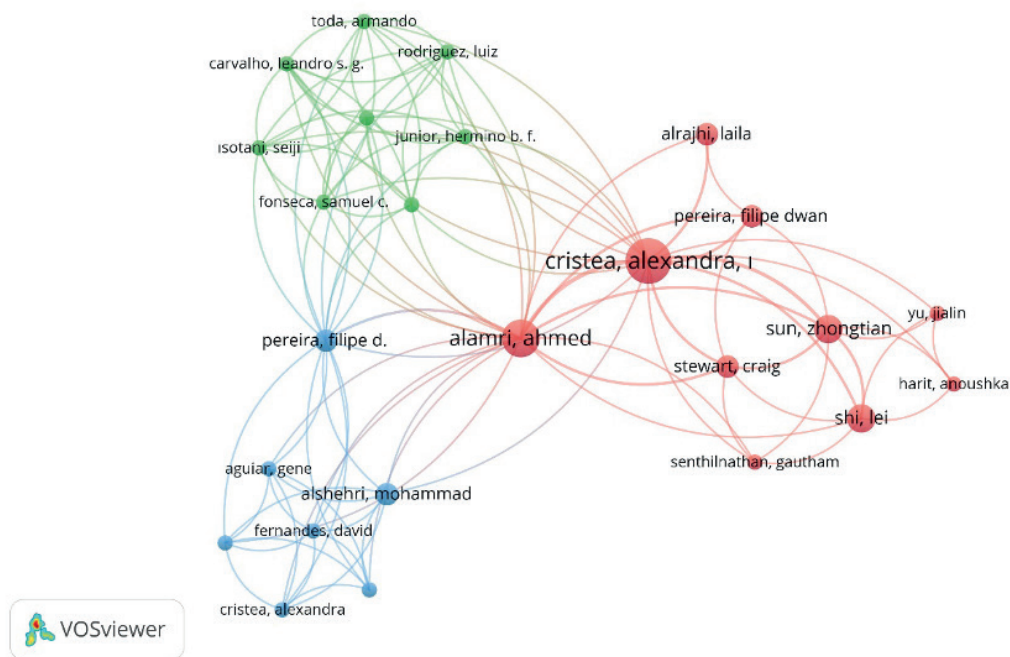 toda, armando
rodriguez, luiz
carvalho, leandro s. g.
junior, hermino b. f.
isotani, seiji
fonseca, samuel c.
alrajhi, laila
pereira, filipe dwan
cristea, alexandra, i
alamri, ahmed
pereira, filipe d.
sun, zhongtian
yu, jialin
stewart, craig
harit, anoushka
shi, lei
senthilnathan, gautham
aguiar, gene
alshehri, mohammad
fernandes, david
cristea, alexandra
VOSviewer